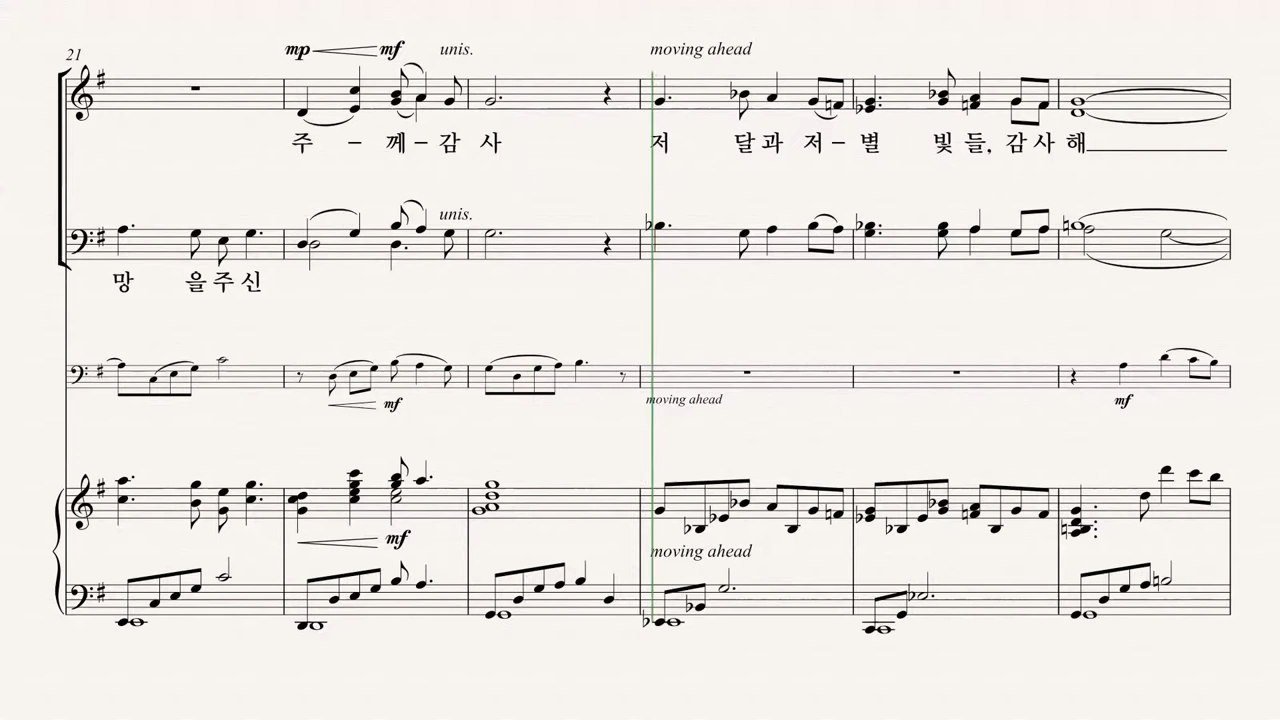 21
mp mf unis. moving ahead
주 - 께 - 감 사 저 달 과 저 - 별 빛 들, 감 사 해
unis.
망 을 주 신
mf moving ahead mf
mf
moving ahead